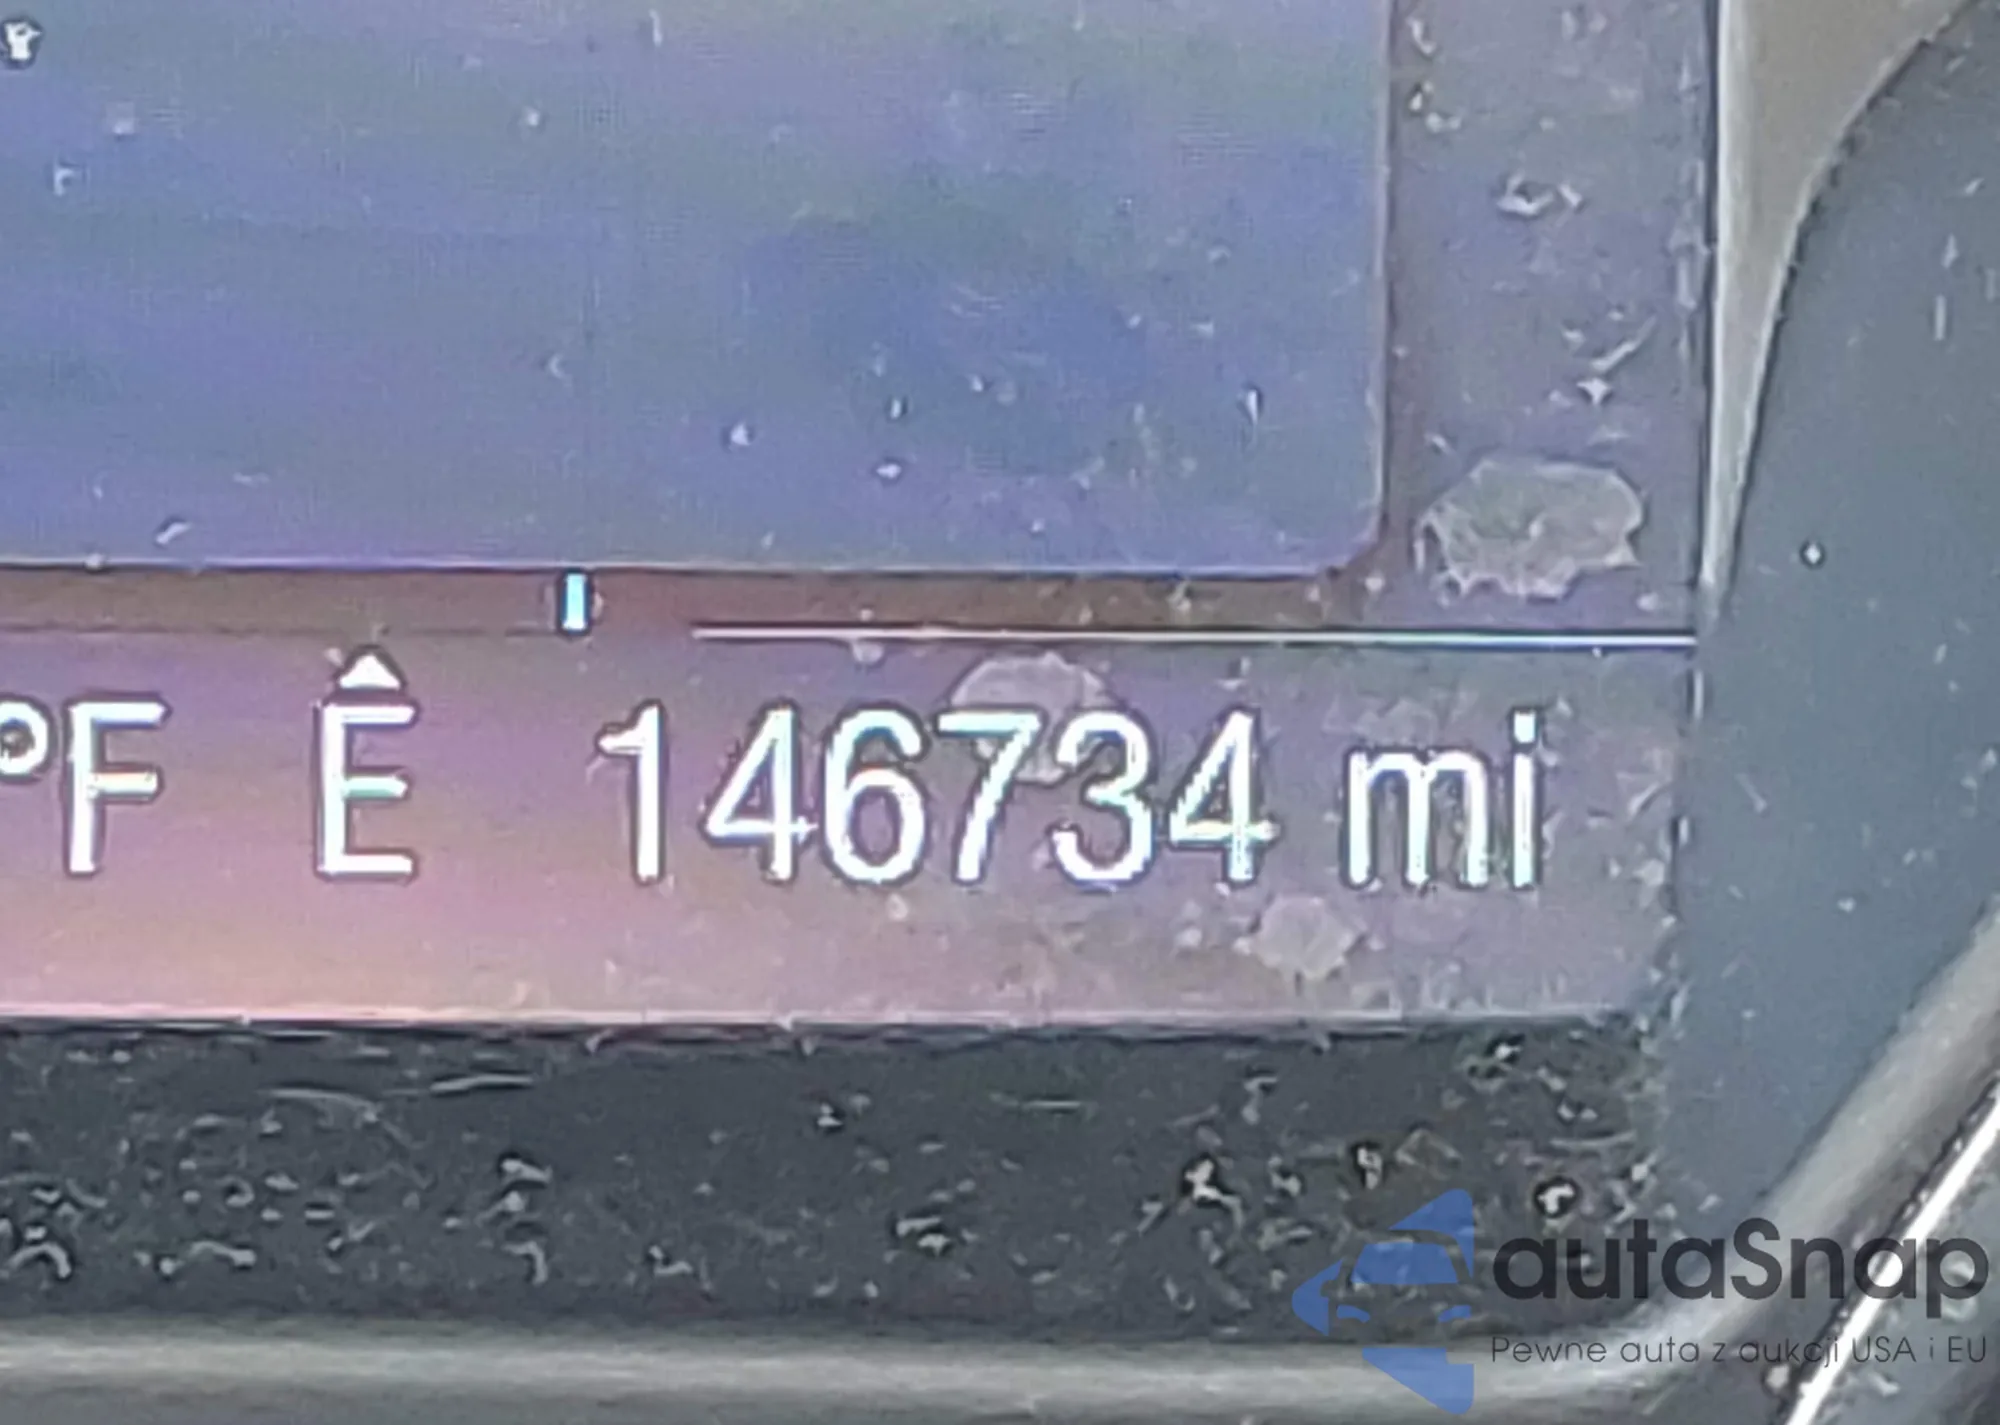 °F Ê 146734 mi
autaSnap
Pewne auta z aukcji USA i EU